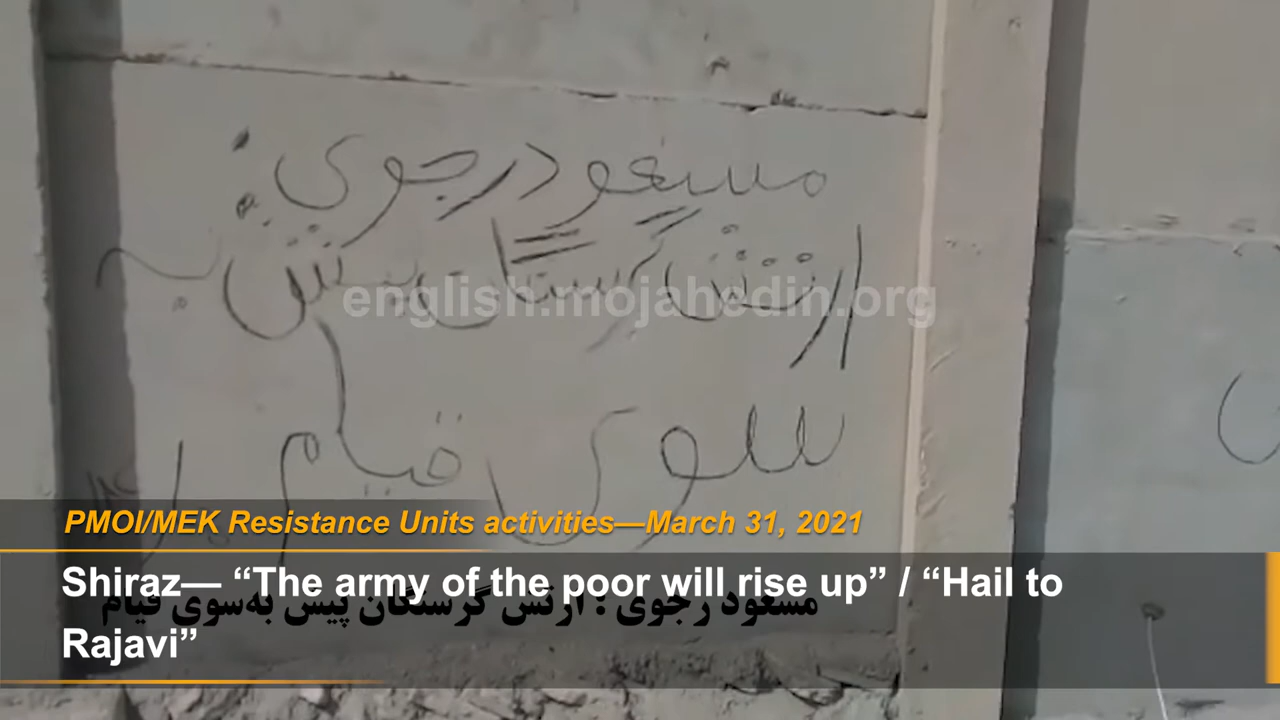 مسعود رجوی:
ارتش گرسنگان پیش به
سوی قیام
english.mojahedin.org
PMOI/MEK Resistance Units activities—March 31, 2021
Shiraz— “The army of the poor will rise up” / “Hail to
Rajavi”
مسعود رجوی : ارتش گرسنگان پیش به‌سوی قیام